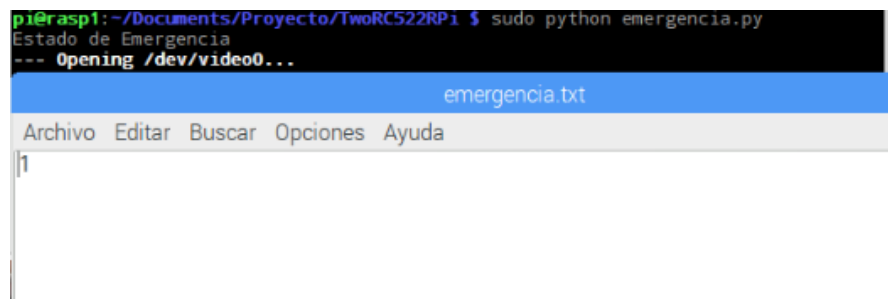 pi@rasp1:~/Documents/Proyecto/TwoRC522RPi $ sudo python emergencia.py
Estado de Emergencia
--- Opening /dev/video0...
emergencia.txt
Archivo Editar Buscar Opciones Ayuda
1